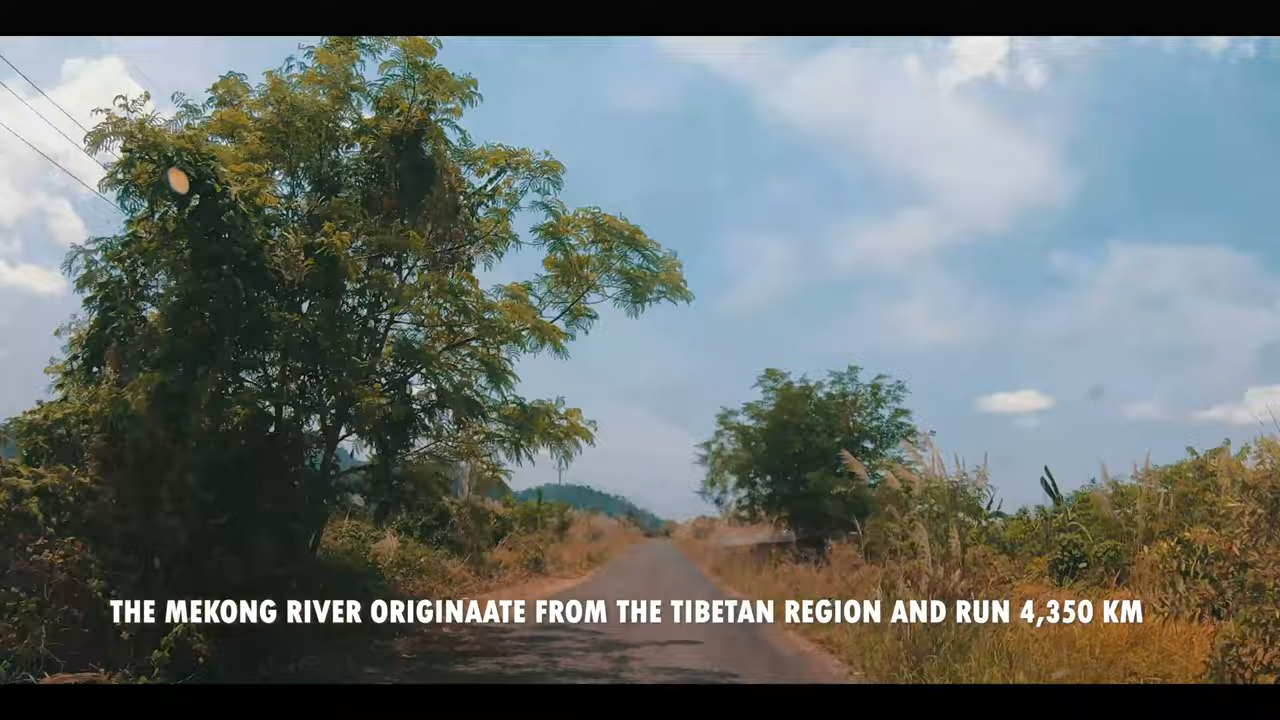 THE MEKONG RIVER ORIGINAATE FROM THE TIBETAN REGION AND RUN 4,350 KM